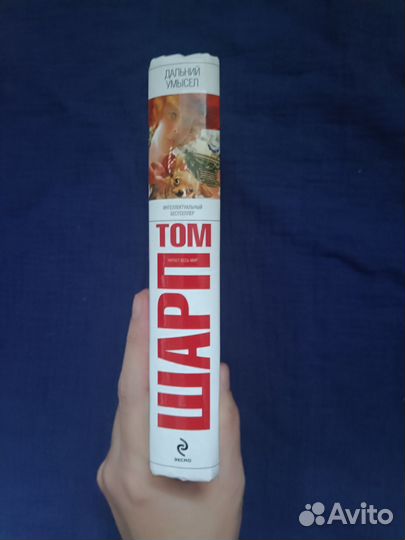 ДАЛЬНИЙ
УМЫСЕЛ
ИНТЕЛЛЕКТУАЛЬНЫЙ
БЕСТСЕЛЛЕР
ТОМ
ЧИТАЕТ ВЕСЬ МИР
ШАРП
ЭКСМО
Avito